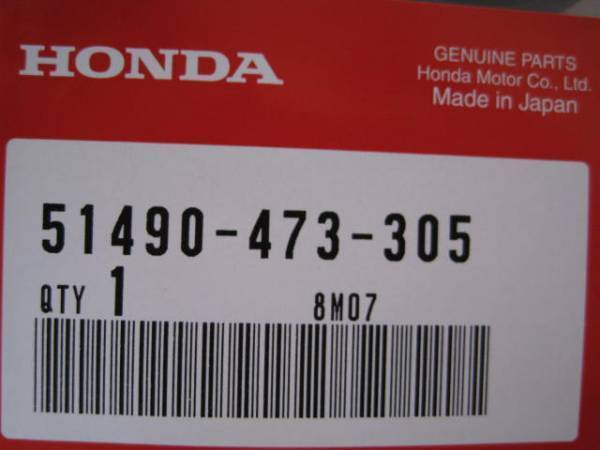 HONDA
GENUINE PARTS
Honda Motor Co., Ltd.
Made in Japan
51490-473-305
QTY 1 8M07